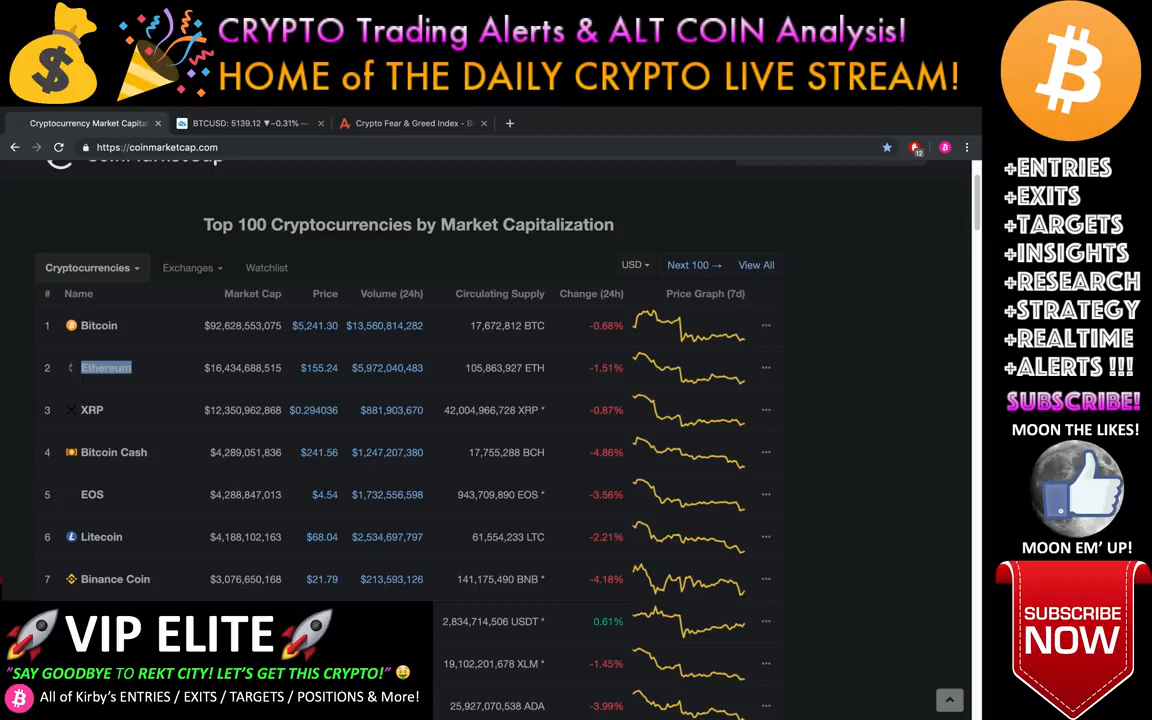 CRYPTO Trading Alerts & ALT COIN Analysis!
HOME of THE DAILY CRYPTO LIVE STREAM!
Cryptocurrency Market Capital
BTCUSD: 5139.12 ▼−0.31% —
Crypto Fear & Greed Index - B
https://coinmarketcap.com
12
CoinMarketCap
Top 100 Cryptocurrencies by Market Capitalization
Cryptocurrencies Exchanges Watchlist USD Next 100 → View All
# Name Market Cap Price Volume (24h) Circulating Supply Change (24h) Price Graph (7d)
1 Bitcoin $92,628,553,075 $5,241.30 $13,560,814,282 17,672,812 BTC -0.68%
2 Ethereum $16,434,688,515 $155.24 $5,972,040,483 105,863,927 ETH -1.51%
3 XRP $12,350,962,868 $0.294036 $881,903,670 42,004,966,728 XRP * -0.87%
4 Bitcoin Cash $4,289,051,836 $241.56 $1,247,207,380 17,755,288 BCH -4.86%
5 EOS $4,288,847,013 $4.54 $1,732,556,598 943,709,890 EOS * -3.56%
6 Litecoin $4,188,102,163 $68.04 $2,534,697,797 61,554,233 LTC -2.21%
7 Binance Coin $3,076,650,168 $21.79 $213,593,126 141,175,490 BNB * -4.18%
2,834,714,506 USDT * 0.61%
19,102,201,678 XLM * -1.45%
25,927,070,538 ADA -3.99%
VIP ELITE
"SAY GOODBYE TO REKT CITY! LET'S GET THIS CRYPTO!"
All of Kirby's ENTRIES / EXITS / TARGETS / POSITIONS & More!
+ENTRIES
+EXITS
+TARGETS
+INSIGHTS
+RESEARCH
+STRATEGY
+REALTIME
+ALERTS !!!
SUBSCRIBE!
MOON THE LIKES!
MOON EM' UP!
SUBSCRIBE
NOW